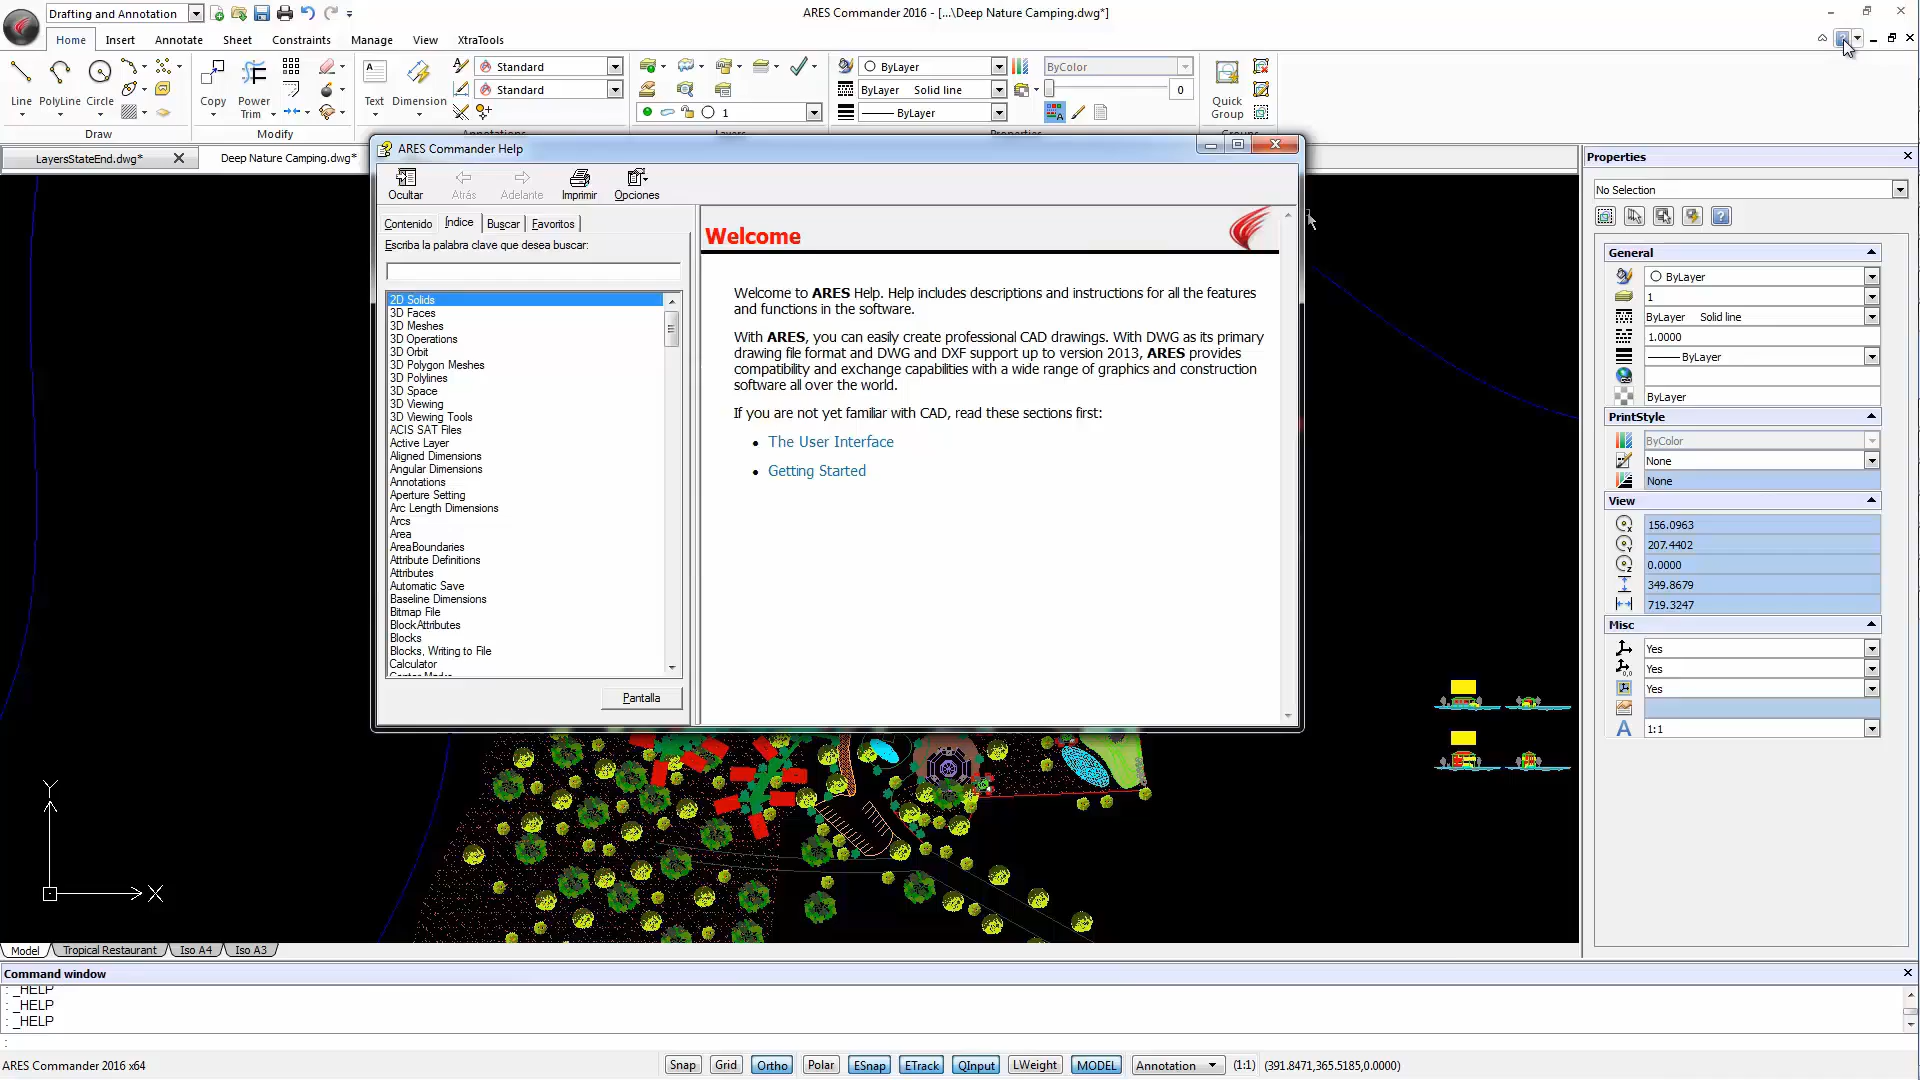 Drafting and Annotation
ARES Commander 2016 - [...\Deep Nature Camping.dwg*]
Home Insert Annotate Sheet Constraints Manage View XtraTools
Line PolyLine Circle
Draw
Copy Power Trim
Modify
Text Dimension
Standard
Standard
Annotations
1
Layers
ByLayer
ByLayer Solid line
ByLayer
ByColor
0
Properties
Quick Group
Groups
LayersStateEnd.dwg*
Deep Nature Camping.dwg*
ARES Commander Help
Ocultar Atrás Adelante Imprimir Opciones
Contenido Índice Buscar Favoritos
Escriba la palabra clave que desea buscar:
2D Solids
3D Faces
3D Meshes
3D Operations
3D Orbit
3D Polygon Meshes
3D Polylines
3D Space
3D Viewing
3D Viewing Tools
ACIS SAT Files
Active Layer
Aligned Dimensions
Angular Dimensions
Annotations
Aperture Setting
Arc Length Dimensions
Arcs
Area
AreaBoundaries
Attribute Definitions
Attributes
Automatic Save
Baseline Dimensions
Bitmap File
BlockAttributes
Blocks
Blocks, Writing to File
Calculator
Pantalla
Welcome
Welcome to ARES Help. Help includes descriptions and instructions for all the features
and functions in the software.
With ARES, you can easily create professional CAD drawings. With DWG as its primary
drawing file format and DWG and DXF support up to version 2013, ARES provides
compatibility and exchange capabilities with a wide range of graphics and construction
software all over the world.
If you are not yet familiar with CAD, read these sections first:
• The User Interface
• Getting Started
Properties
No Selection
General
ByLayer
1
ByLayer Solid line
1.0000
ByLayer
ByLayer
PrintStyle
ByColor
None
None
View
156.0963
207.4402
0.0000
349.8679
719.3247
Misc
Yes
Yes
Yes
1:1
Y
X
Model Tropical Restaurant Iso A4 Iso A3
Command window
: _HELP
: _HELP
: _HELP
:
ARES Commander 2016 x64
Snap Grid Ortho Polar ESnap ETrack QInput LWeight MODEL Annotation (1:1) (391.8471,365.5185,0.0000)